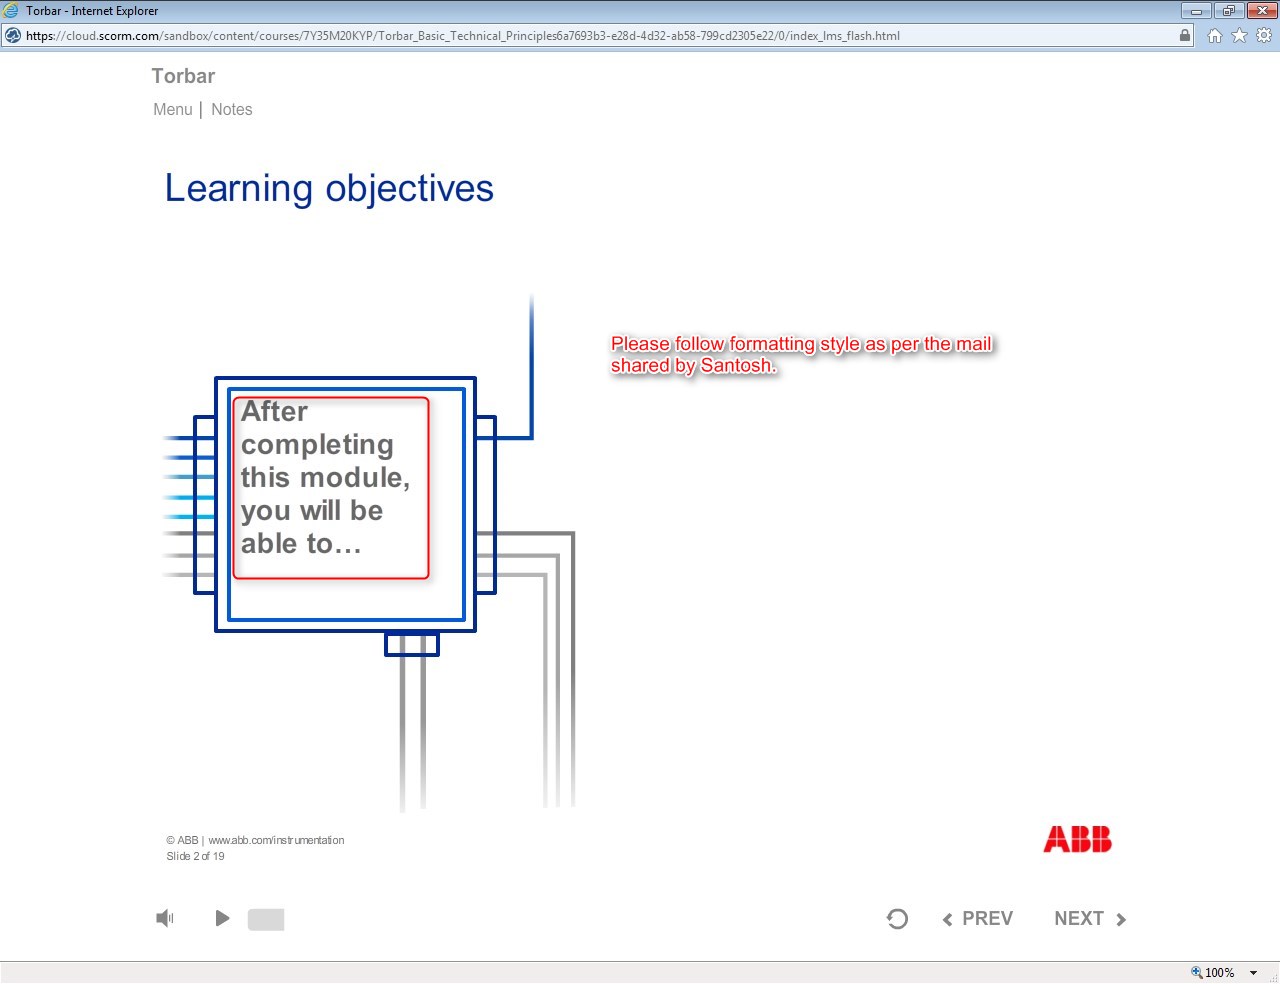 Torbar - Internet Explorer
https://cloud.scorm.com/sandbox/content/courses/7Y35M20KYP/Torbar_Basic_Technical_Principles6a7693b3-e28d-4d32-ab58-799cd2305e22/0/index_lms_flash.html
Torbar
Menu | Notes
Learning objectives
Please follow formatting style as per the mail
shared by Santosh.
After
completing
this module,
you will be
able to…
© ABB | www.abb.com/instrumentation
Slide 2 of 19
ABB
PREV
NEXT
100%